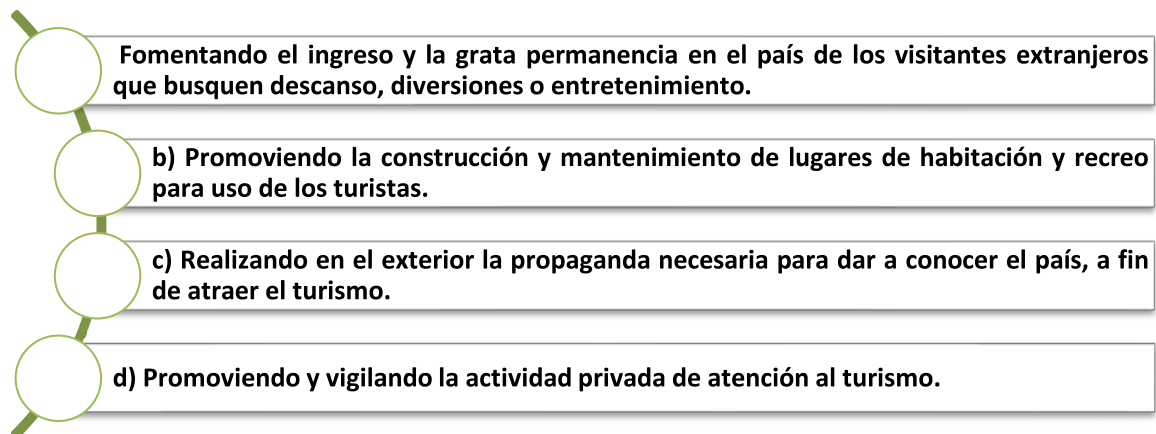 Fomentando el ingreso y la grata permanencia en el país de los visitantes extranjeros
que busquen descanso, diversiones o entretenimiento.
b) Promoviendo la construcción y mantenimiento de lugares de habitación y recreo
para uso de los turistas.
c) Realizando en el exterior la propaganda necesaria para dar a conocer el país, a fin
de atraer el turismo.
d) Promoviendo y vigilando la actividad privada de atención al turismo.